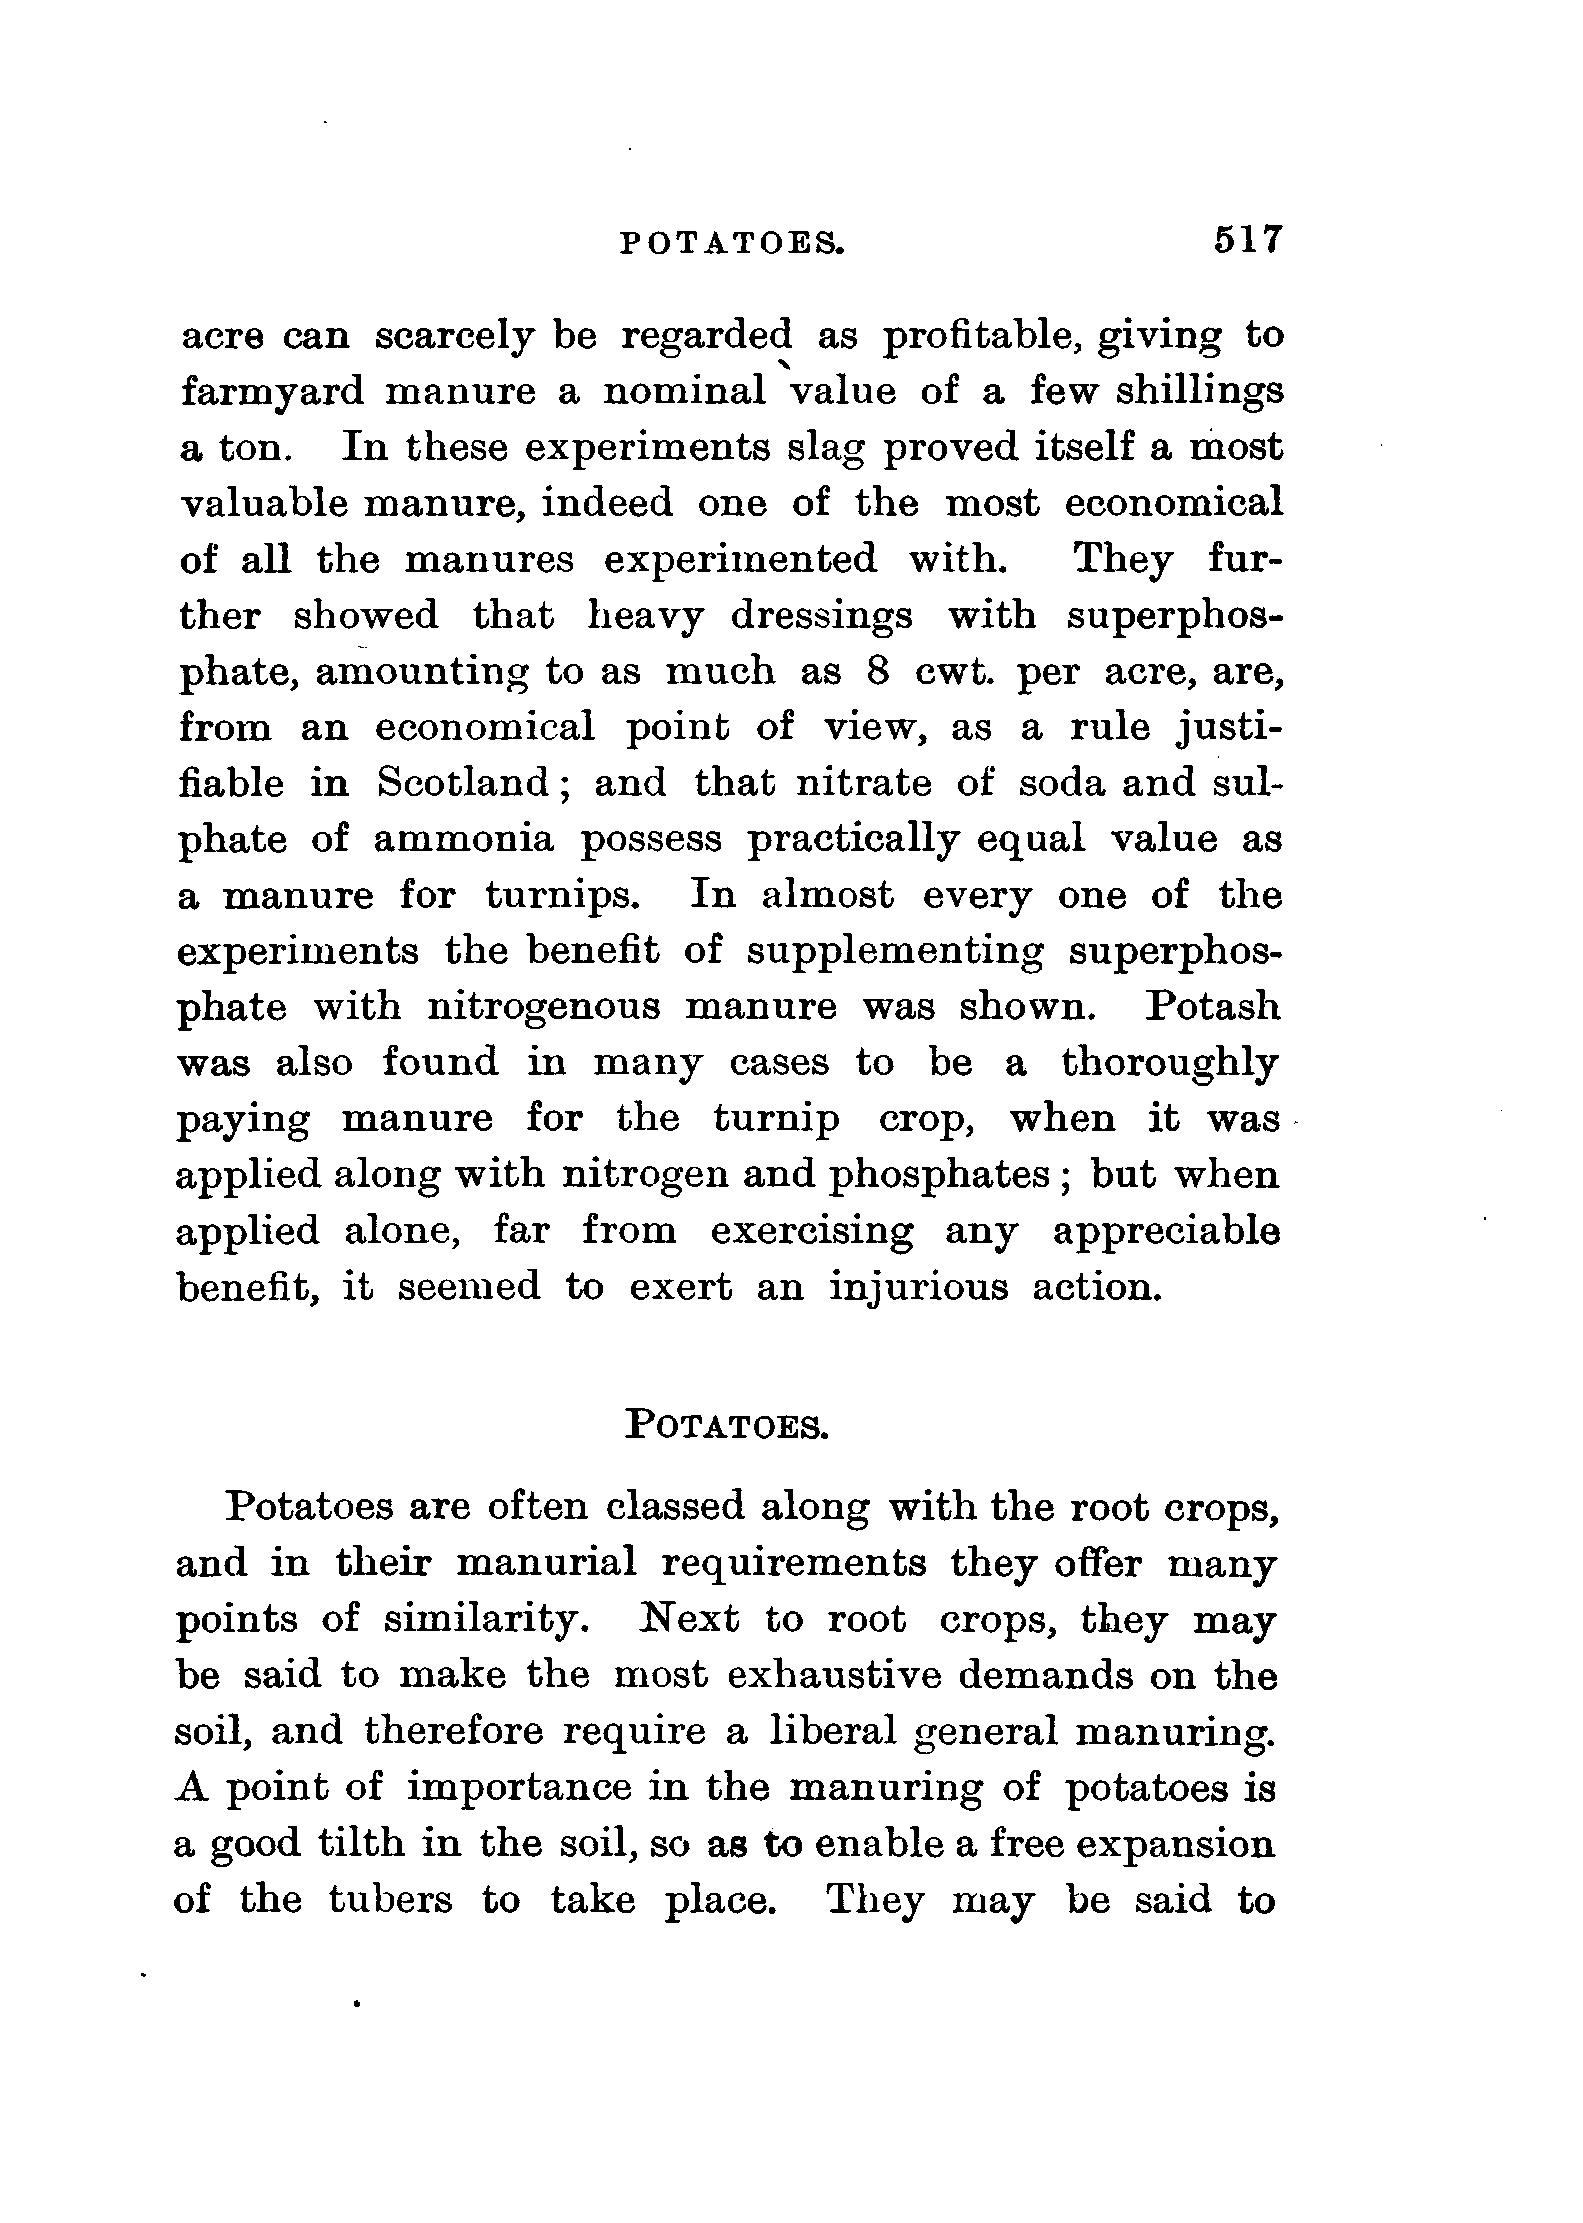 POTATOES. 517
acre can scarcely be regarded as profitable, giving to
farmyard manure a nominal value of a few shillings
a ton. In these experiments slag proved itself a most
valuable manure, indeed one of the most economical
of all the manures experimented with. They fur-
ther showed that heavy dressings with superphos-
phate, amounting to as much as 8 cwt. per acre, are,
from an economical point of view, as a rule justi-
fiable in Scotland; and that nitrate of soda and sul-
phate of ammonia possess practically equal value as
a manure for turnips. In almost every one of the
experiments the benefit of supplementing superphos-
phate with nitrogenous manure was shown. Potash
was also found in many cases to be a thoroughly
paying manure for the turnip crop, when it was
applied along with nitrogen and phosphates; but when
applied alone, far from exercising any appreciable
benefit, it seemed to exert an injurious action.
POTATOES.
Potatoes are often classed along with the root crops,
and in their manurial requirements they offer many
points of similarity. Next to root crops, they may
be said to make the most exhaustive demands on the
soil, and therefore require a liberal general manuring.
A point of importance in the manuring of potatoes is
a good tilth in the soil, so as to enable a free expansion
of the tubers to take place. They may be said to